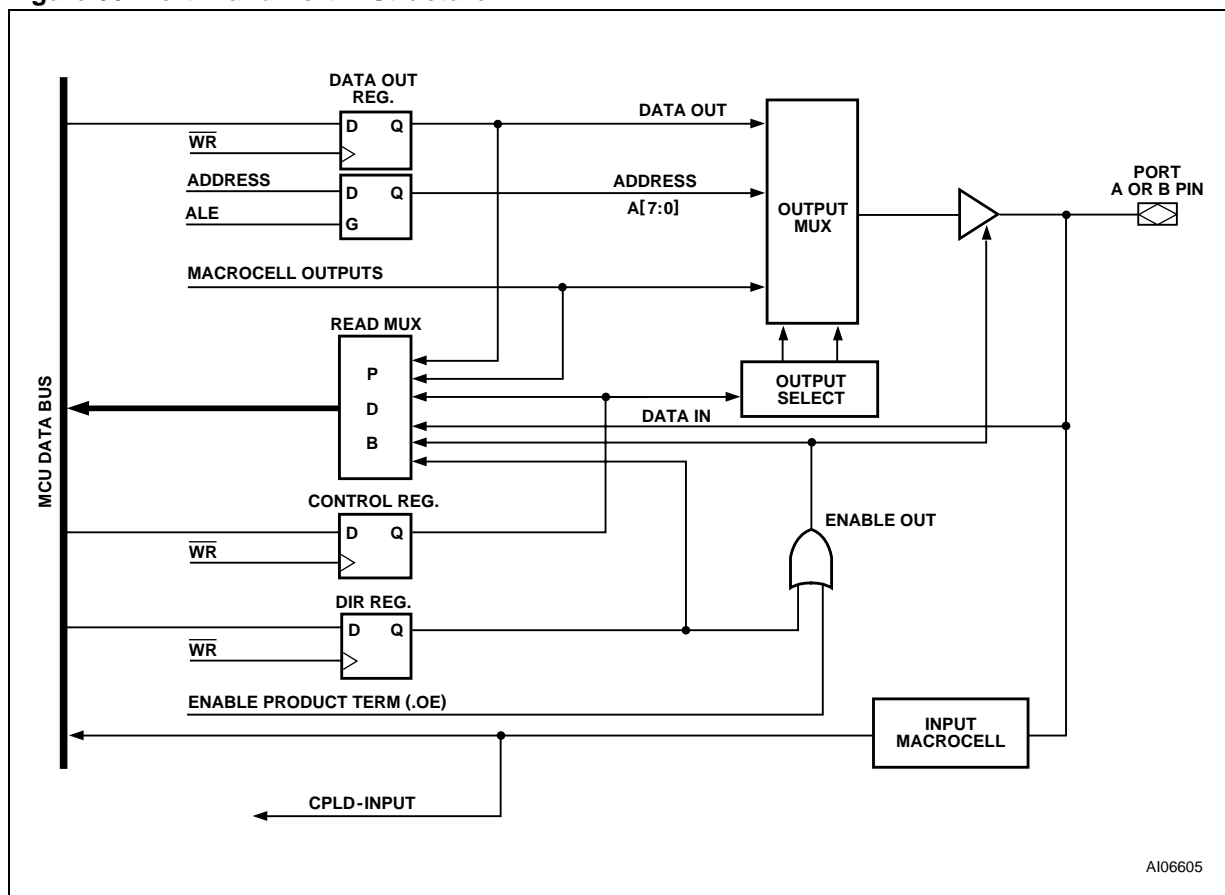 DATA OUT
REG.
D Q
WR
DATA OUT
ADDRESS
D Q
ALE
G
ADDRESS
A[7:0]
OUTPUT
MUX
PORT
A OR B PIN
MACROCELL OUTPUTS
READ MUX
P
D
B
OUTPUT
SELECT
DATA IN
MCU DATA BUS
CONTROL REG.
D Q
WR
ENABLE OUT
DIR REG.
D Q
WR
ENABLE PRODUCT TERM (.OE)
INPUT
MACROCELL
CPLD-INPUT
AI06605